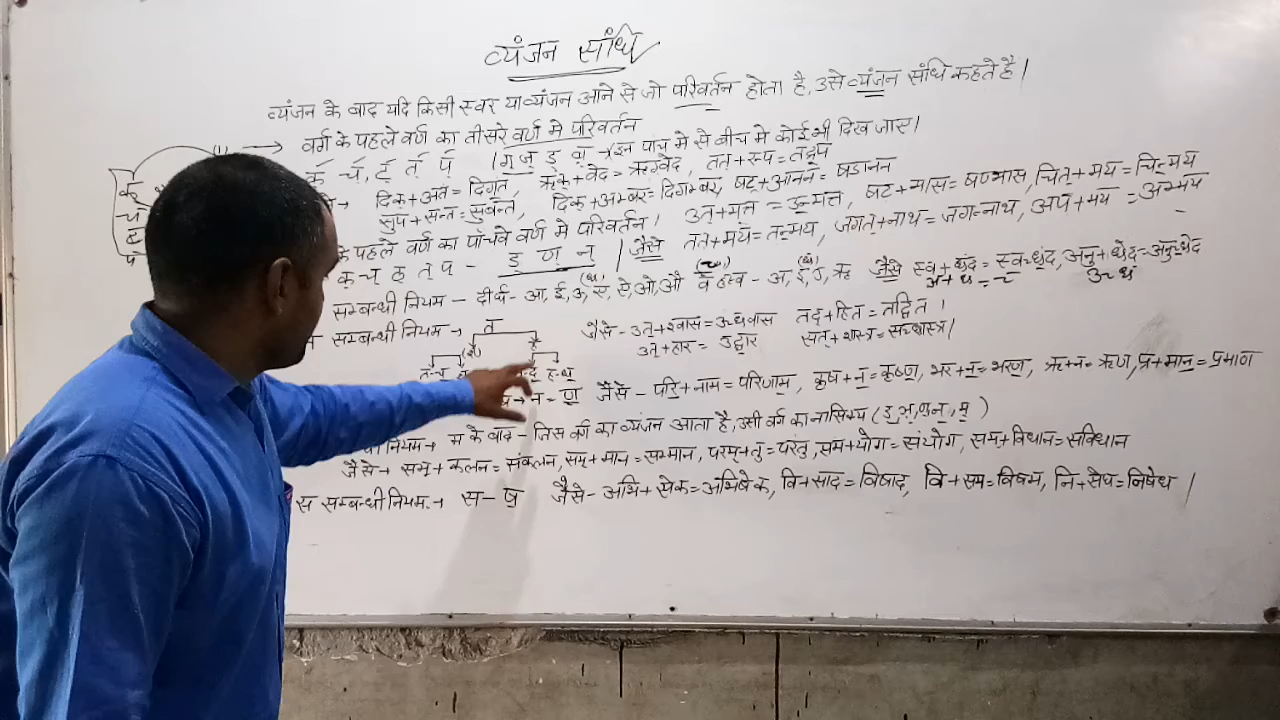 व्यंजन संधि
व्यंजन के बाद यदि किसी स्वर या व्यंजन आने से जो परिवर्तन होता है, उसे व्यंजन संधि कहते है।
वर्ग के पहले वर्ण का तीसरे वर्ण मे परिवर्तन
क् च्, ट् त् प् । ग् ज् ड् → इन पाच मे से बीच मे कोई भी दिख जाए।
दिक्+अंत = दिगंत, ऋक्+वेद = ऋग्वेद, तत+रूप = तद्रूप
सुप+सन्त = सुबन्त, दिक्+अम्बर = दिगम्बर, षट्+आनन = षडानन
के पहले वर्ण का पाँचवे वर्ण मे परिवर्तन। उत्+मत्त = उन्मत्त, षट+मास = षण्मास, चित्+मय = चिन्मय
क च् ट् त् प - ङ् ण् न् । जैसे तत+मय = तन्मय, जगत्+नाथ = जगन्नाथ, अप+मय = अम्मय
सम्बन्धी नियम - दीर्घ- आ, ई, ऊ, ए, ऐ, ओ, औ व ह्रस्व - अ, इ, उ, ऋ जैसे स्व+छंद = स्वच्छंद, अनु+छेद = अनुच्छेद
सम्बन्धी नियम → त जैसे- उत्+श्वास = उच्छवास तद्+हित = तद्धित।
उत्+हार = उद्धार सत्+शास्त्र = सच्छास्त्र।
→ न - ण् जैसे - परि+नाम = परिणाम, कृष+न = कृष्ण, भर+न = भरण, ऋ+न = ऋण, प्र+मान = प्रमाण
नियम → म के बाद - जिस वर्ग का व्यंजन आता है, उसी वर्ग का नासिक्य (ङ्, ञ्, ण्, न्, म्)
जैसे → सम्+कलन = संकलन, सम्+मान = सम्मान, परम्+तु = परंतु, सम+योग = संयोग, सम्+विधान = संविधान
स सम्बन्धी नियम → स - ष जैसे- अभि+सेक = अभिषेक, वि+साद = विषाद, वि+सम = विषम, नि+सेध = निषेध।